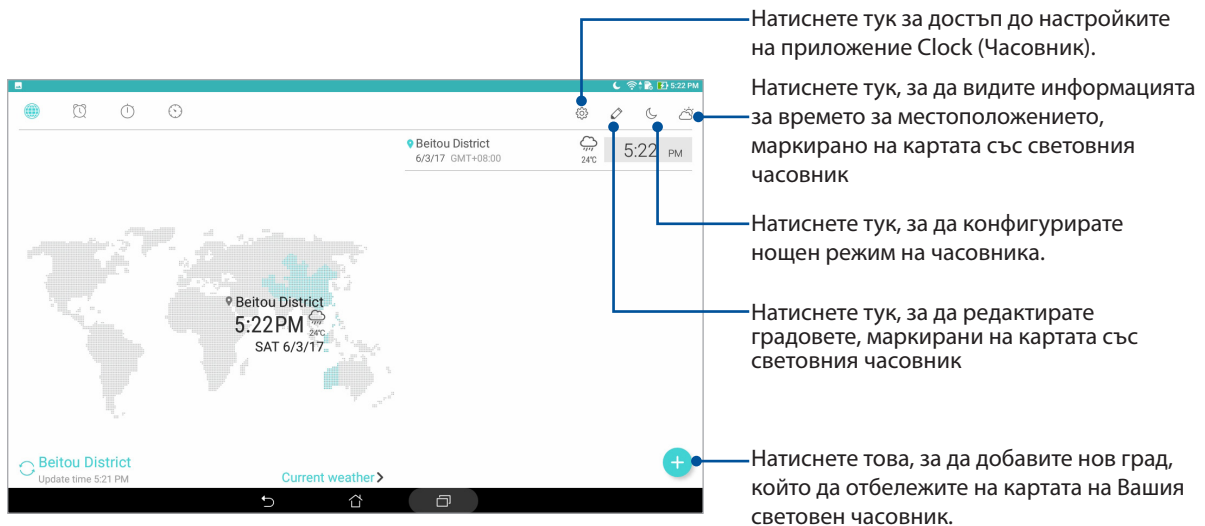 Натиснете тук за достъп до настройките
на приложение Clock (Часовник).
Натиснете тук, за да видите информацията
за времето за местоположението,
маркирано на картата със световния
часовник
Натиснете тук, за да конфигурирате
нощен режим на часовника.
Натиснете тук, за да редактирате
градовете, маркирани на картата със
световния часовник
Натиснете това, за да добавите нов град,
който да отбележите на картата на Вашия
световен часовник.
5:22 PM
Beitou District
6/3/17 GMT+08:00
24°C
5:22 PM
Beitou District
5:22PM
24°C
SAT 6/3/17
Beitou District
Update time 5:21 PM
Current weather